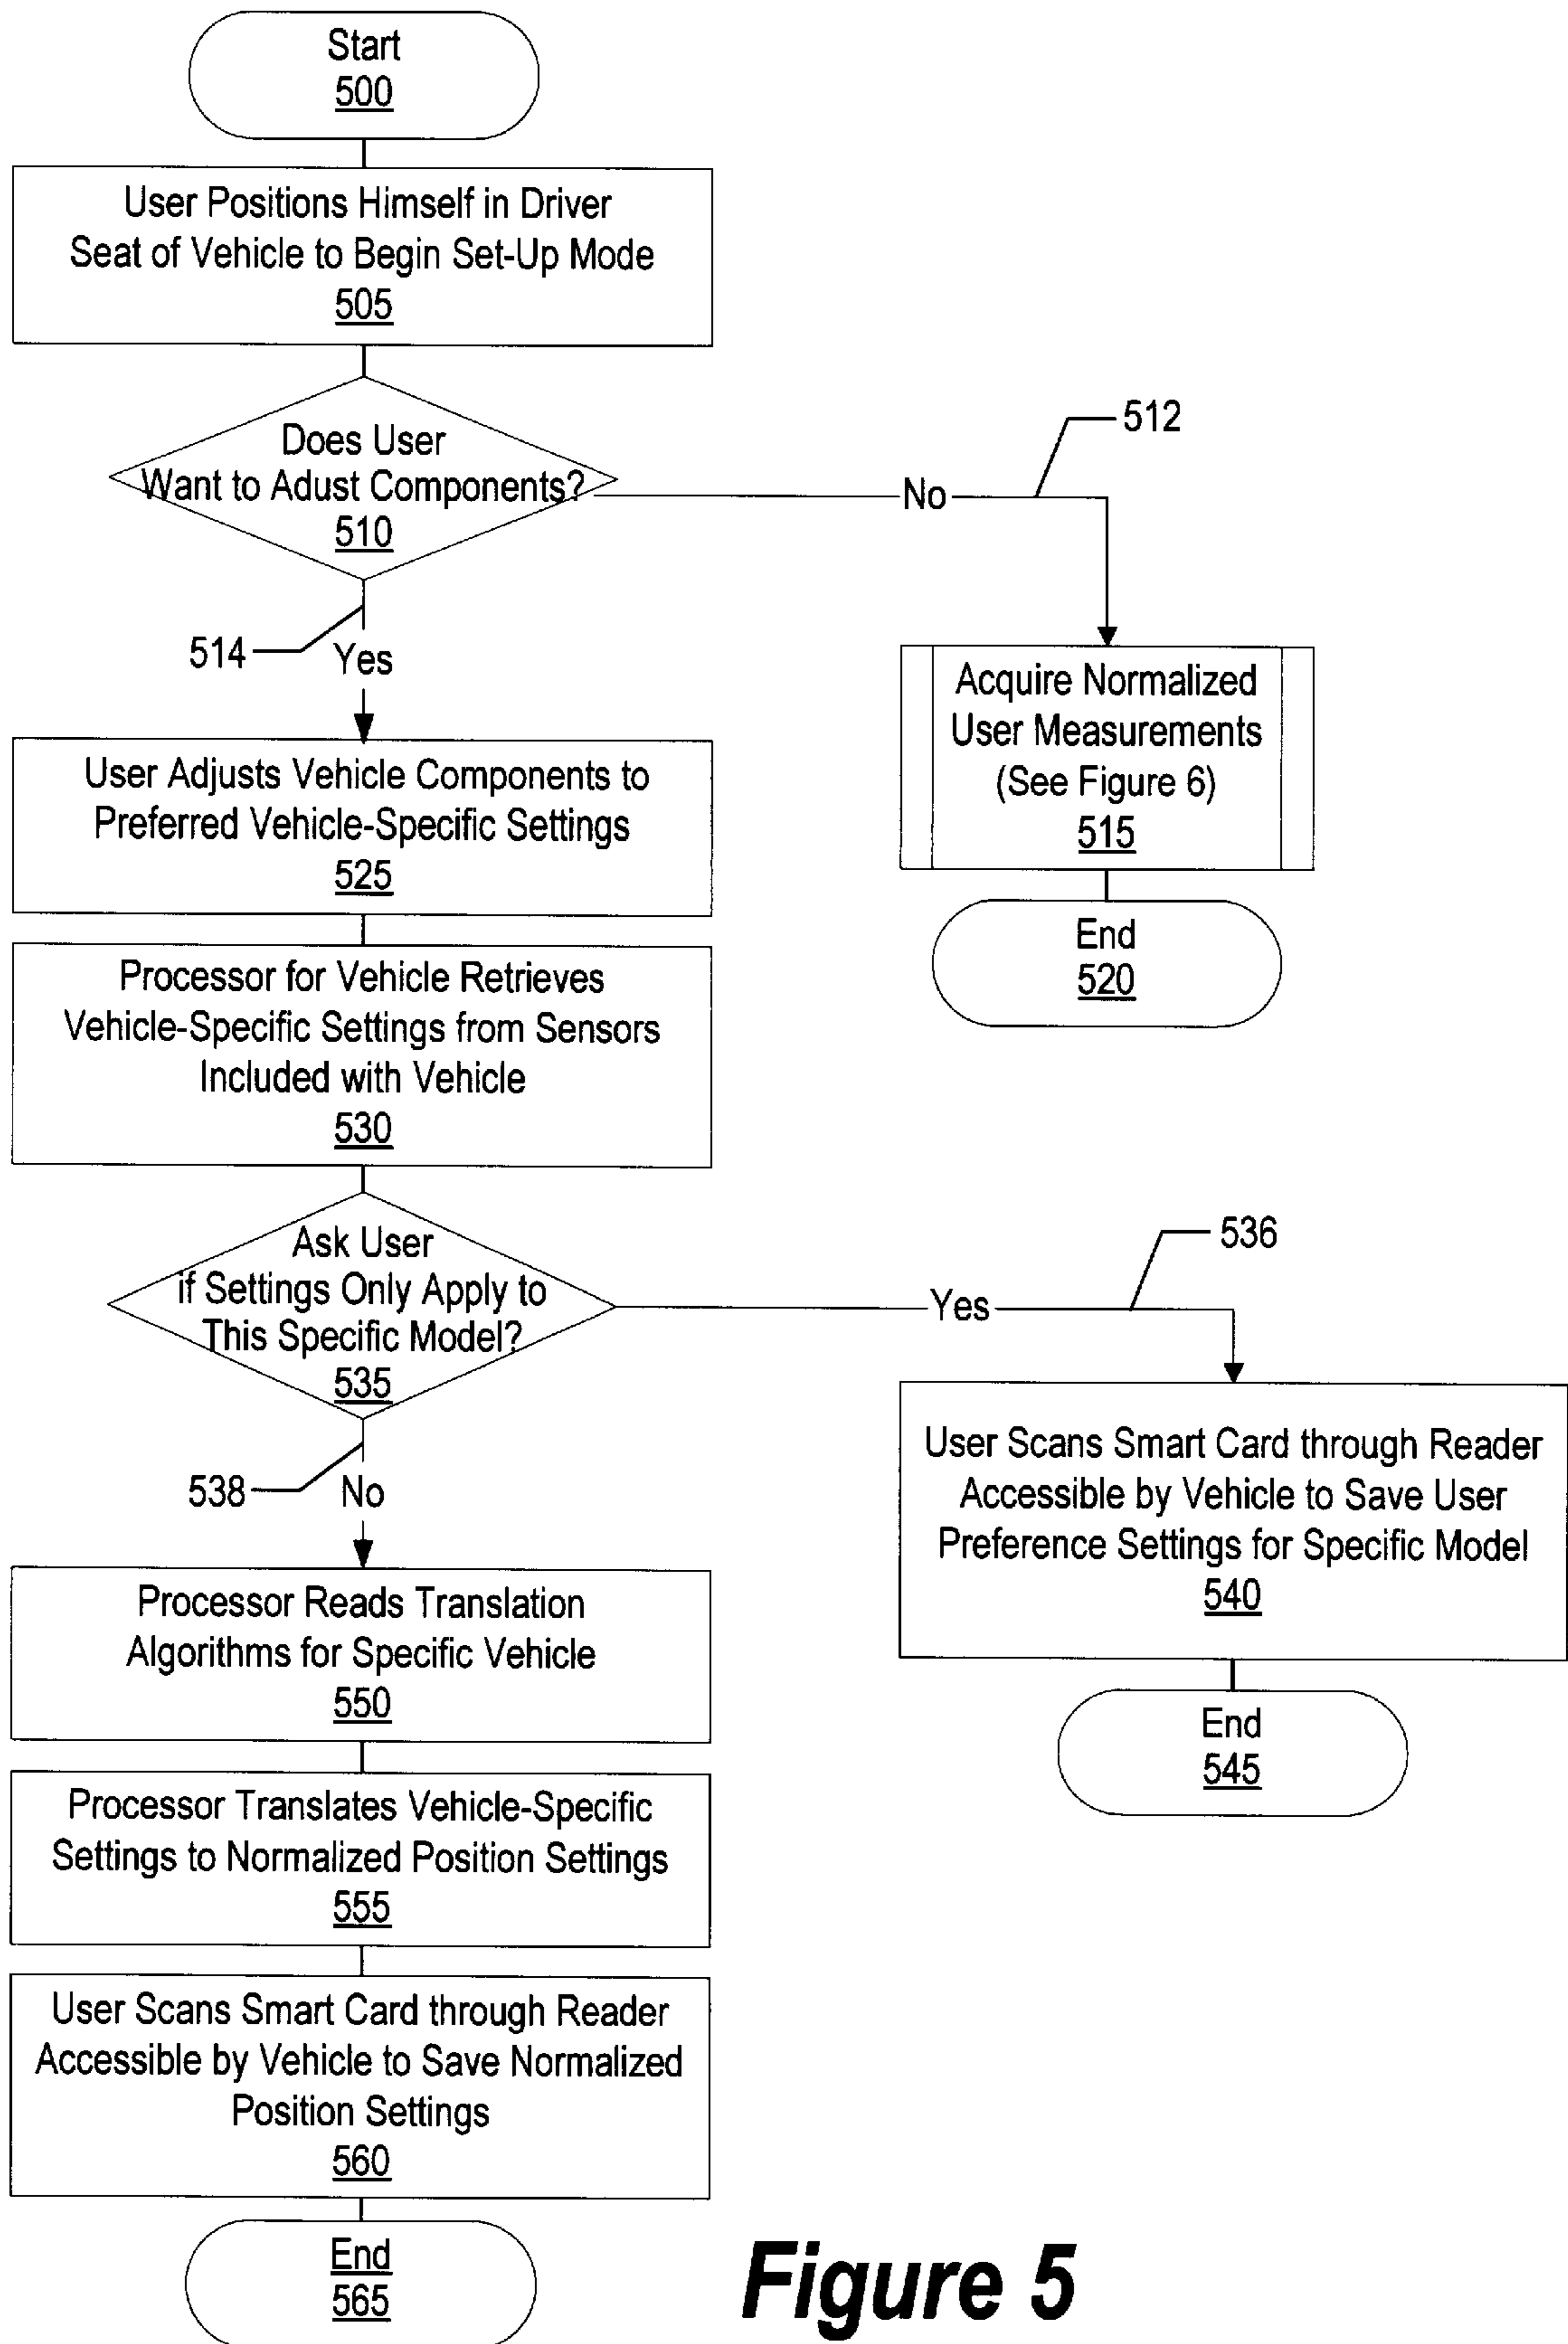 Start
500
User Positions Himself in Driver
Seat of Vehicle to Begin Set-Up Mode
505
Does User
Want to Adust Components?
510
No
512
514
Yes
Acquire Normalized
User Measurements
(See Figure 6)
515
End
520
User Adjusts Vehicle Components to
Preferred Vehicle-Specific Settings
525
Processor for Vehicle Retrieves
Vehicle-Specific Settings from Sensors
Included with Vehicle
530
Ask User
if Settings Only Apply to
This Specific Model?
535
Yes
536
538
No
User Scans Smart Card through Reader
Accessible by Vehicle to Save User
Preference Settings for Specific Model
540
End
545
Processor Reads Translation
Algorithms for Specific Vehicle
550
Processor Translates Vehicle-Specific
Settings to Normalized Position Settings
555
User Scans Smart Card through Reader
Accessible by Vehicle to Save Normalized
Position Settings
560
End
565
Figure 5